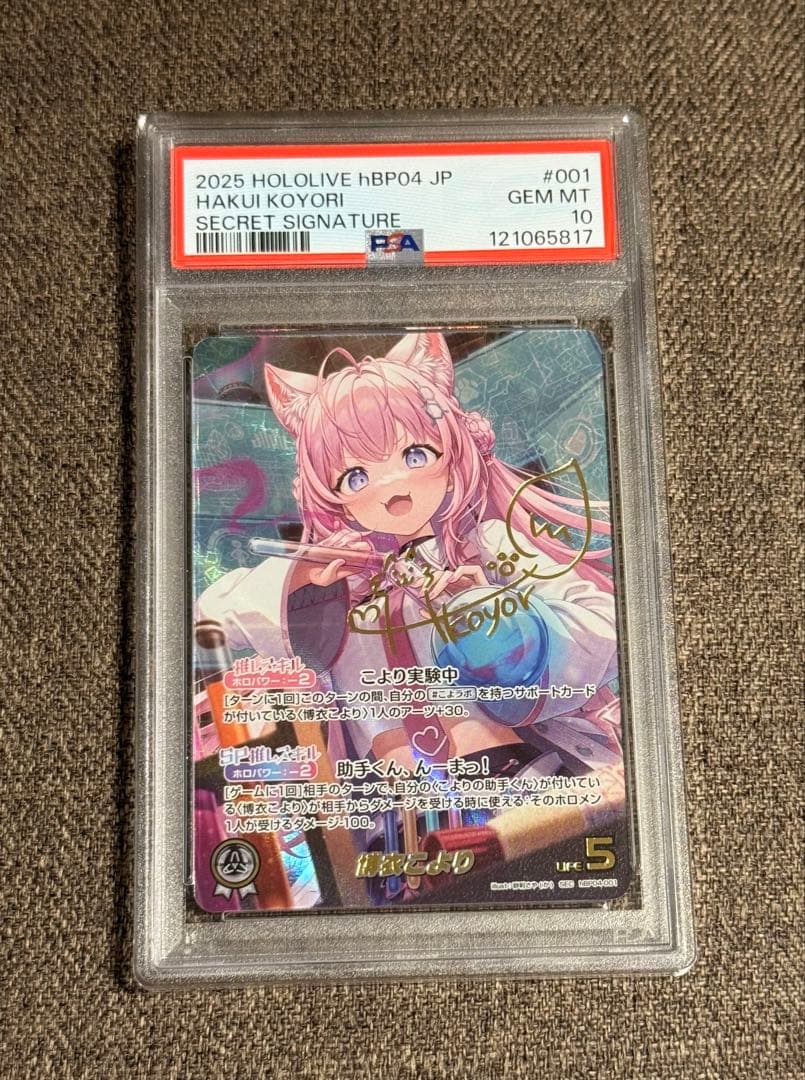 2025 HOLOLIVE hBP04 JP #001
HAKUI KOYORI GEM MT
SECRET SIGNATURE 10
PSA 121065817
Koyori
推しスキル
ホロパワー:-2
こより実験中
[ターンに1回]このターンの間、自分の#こよラボを持つサポートカード
が付いている〈博衣こより〉1人のアーツ+30。
SP推しスキル
ホロパワー:-2
助手くん、んーまっ!
[ゲームに1回]相手のターンで、自分の〈こよりの助手くん〉が付いてい
る〈博衣こより〉が相手からダメージを受ける時に使える:そのホロメン
1人が受けるダメージ-100。
博衣こより
LIFE 5
SEC hBP04-001